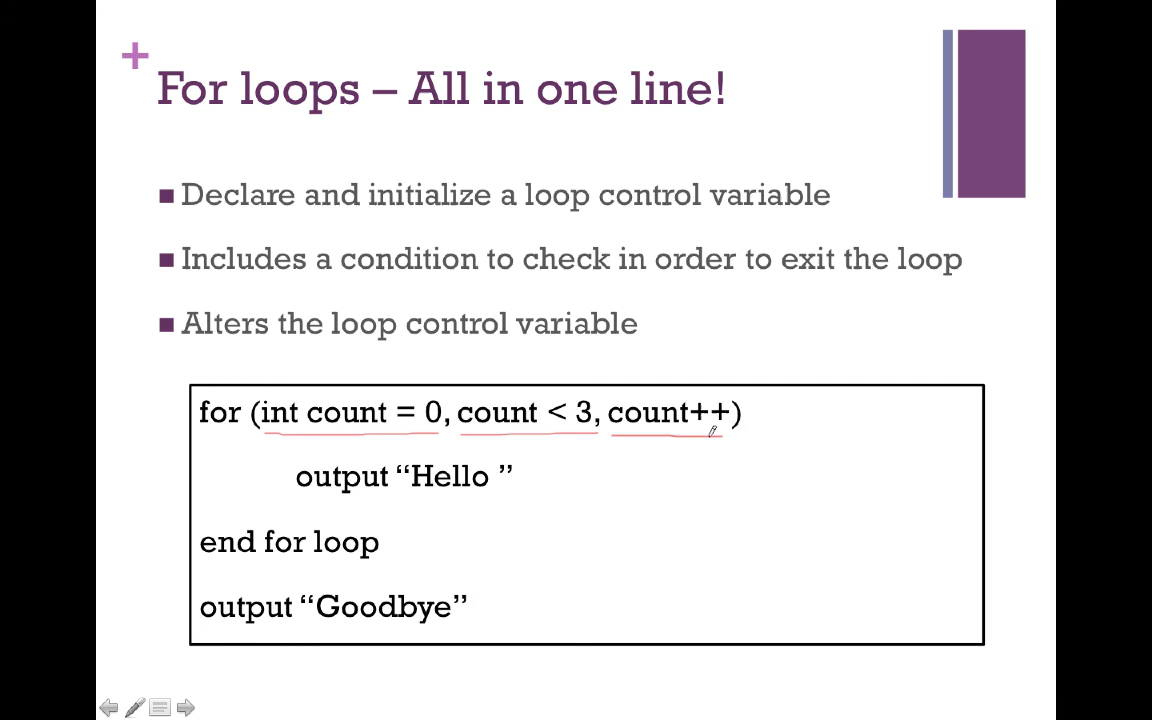 +
For loops – All in one line!
■ Declare and initialize a loop control variable
■ Includes a condition to check in order to exit the loop
■ Alters the loop control variable
for (int count = 0, count < 3, count++)
output “Hello ”
end for loop
output “Goodbye”